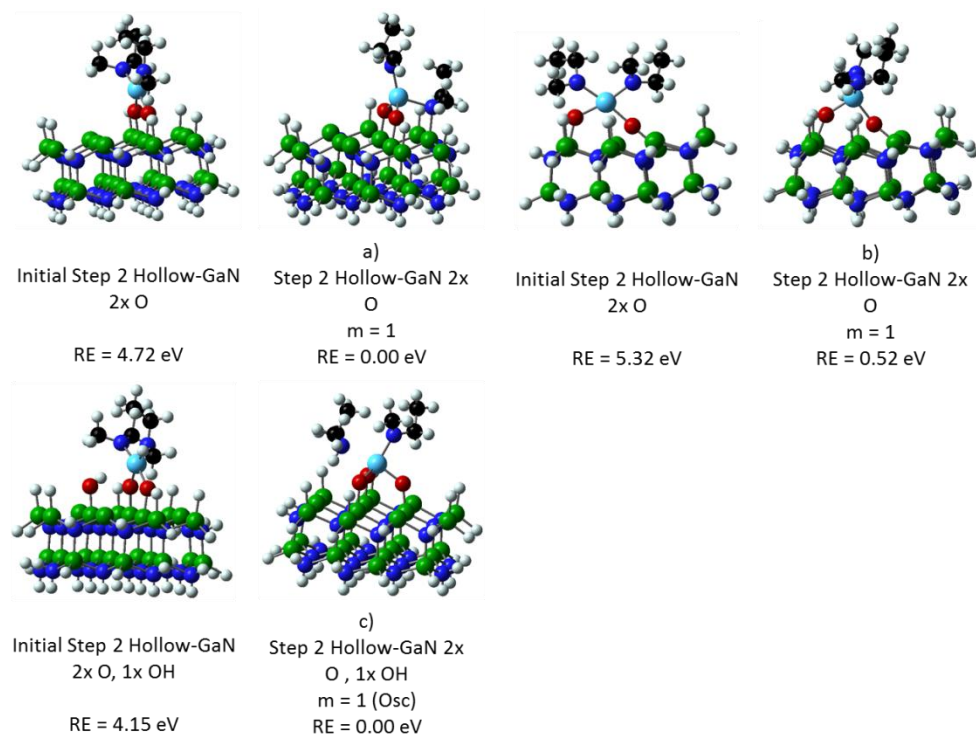 Initial Step 2 Hollow-GaN
2x O
RE = 4.72 eV
a)
Step 2 Hollow-GaN 2x
O
m = 1
RE = 0.00 eV
Initial Step 2 Hollow-GaN
2x O
RE = 5.32 eV
b)
Step 2 Hollow-GaN 2x
O
m = 1
RE = 0.52 eV
Initial Step 2 Hollow-GaN
2x O, 1x OH
RE = 4.15 eV
c)
Step 2 Hollow-GaN 2x
O , 1x OH
m = 1 (Osc)
RE = 0.00 eV